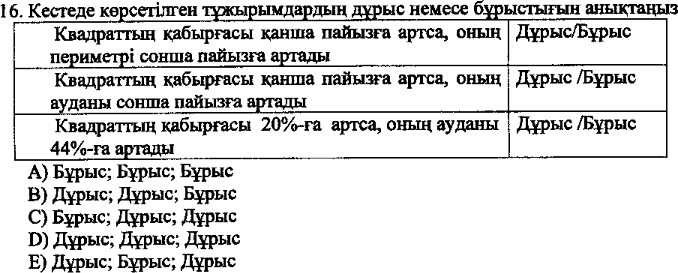 16. Кестеде көрсетілген тұжырымдардың дұрыс немесе бұрыстығын анықтаңыз
Квадраттың қабырғасы қанша пайызға артса, оның Дұрыс/Бұрыс
периметрі сонша пайызға артады
Квадраттың қабырғасы қанша пайызға артса, оның Дұрыс /Бұрыс
ауданы сонша пайызға артады
Квадраттың қабырғасы 20%-ға артса, оның ауданы Дұрыс /Бұрыс
44%-ға артады
A) Бұрыс; Бұрыс; Бұрыс
B) Дұрыс; Дұрыс; Бұрыс
C) Бұрыс; Дұрыс; Дұрыс
D) Дұрыс; Дұрыс; Дұрыс
E) Дұрыс; Бұрыс; Дұрыс